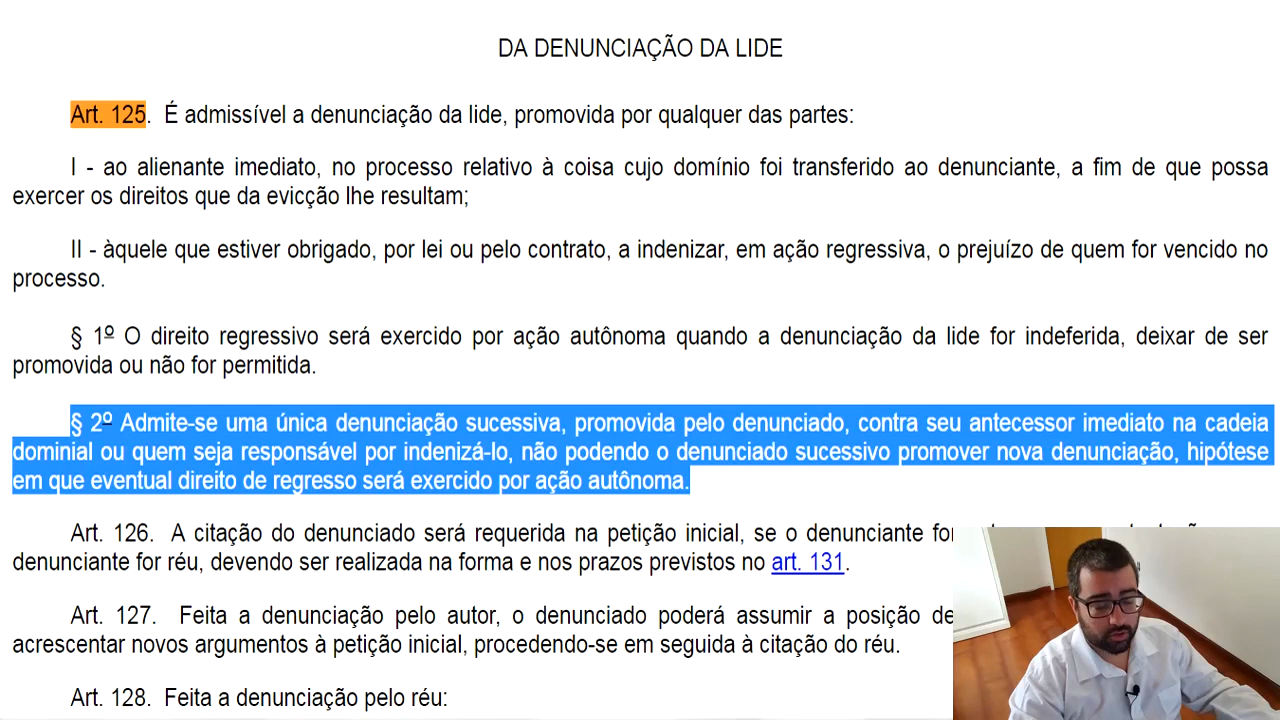 DA DENUNCIAÇÃO DA LIDE
Art. 125.  É admissível a denunciação da lide, promovida por qualquer das partes:
I - ao alienante imediato, no processo relativo à coisa cujo domínio foi transferido ao denunciante, a fim de que possa
exercer os direitos que da evicção lhe resultam;
II - àquele que estiver obrigado, por lei ou pelo contrato, a indenizar, em ação regressiva, o prejuízo de quem for vencido no
processo.
§ 1º O direito regressivo será exercido por ação autônoma quando a denunciação da lide for indeferida, deixar de ser
promovida ou não for permitida.
§ 2º Admite-se uma única denunciação sucessiva, promovida pelo denunciado, contra seu antecessor imediato na cadeia
dominial ou quem seja responsável por indenizá-lo, não podendo o denunciado sucessivo promover nova denunciação, hipótese
em que eventual direito de regresso será exercido por ação autônoma.
Art. 126.  A citação do denunciado será requerida na petição inicial, se o denunciante
denunciante for réu, devendo ser realizada na forma e nos prazos previstos no art. 131.
Art. 127.  Feita a denunciação pelo autor, o denunciado poderá assumir a posição de
acrescentar novos argumentos à petição inicial, procedendo-se em seguida à citação do réu.
Art. 128.  Feita a denunciação pelo réu: